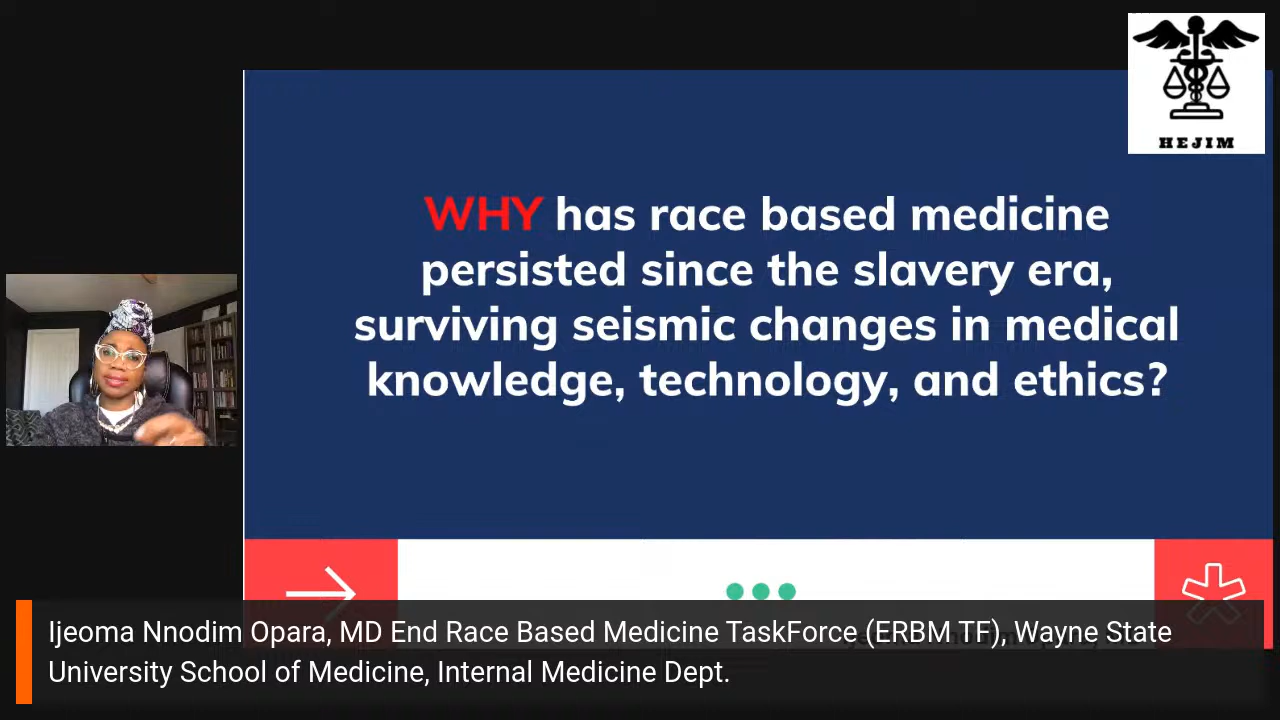 HEJIM
WHY has race based medicine
persisted since the slavery era,
surviving seismic changes in medical
knowledge, technology, and ethics?
Ijeoma Nnodim Opara, MD End Race Based Medicine TaskForce (ERBM TF), Wayne State
University School of Medicine, Internal Medicine Dept.